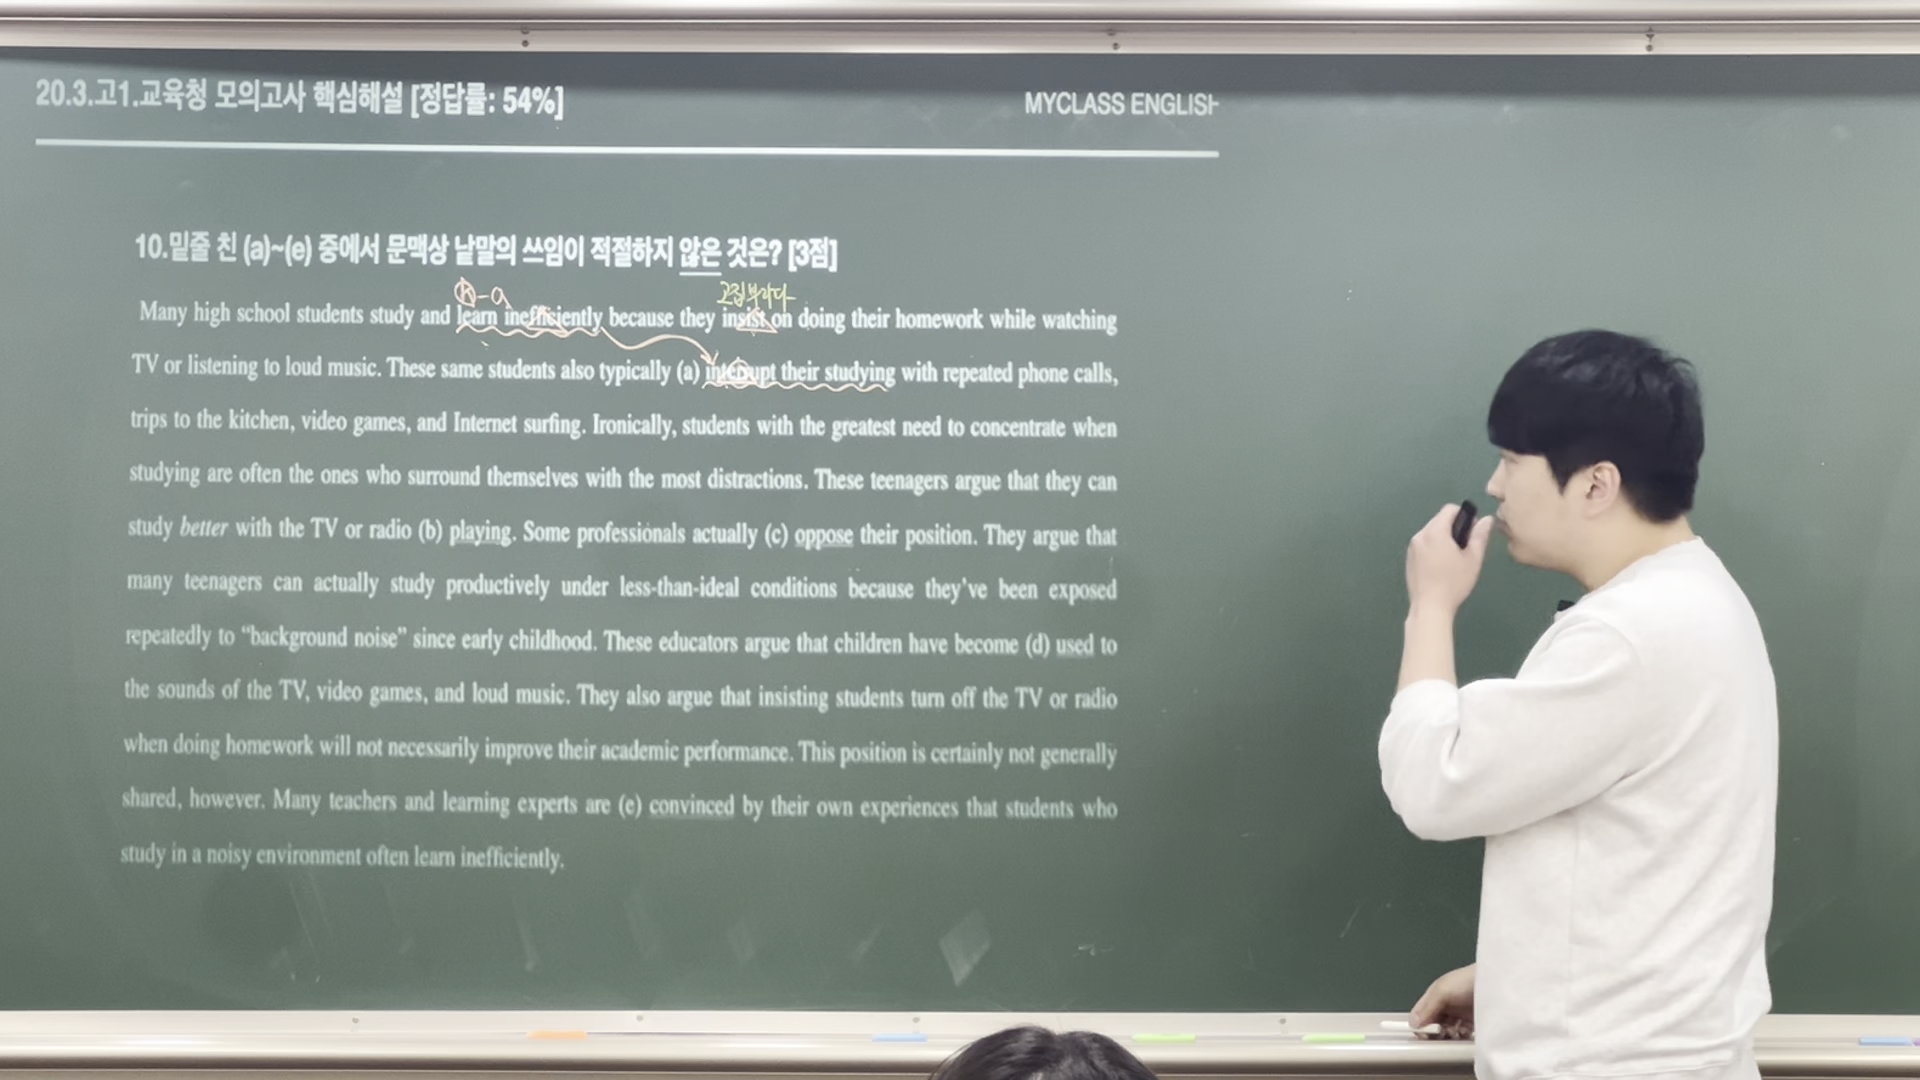 20.3.고1.교육청 모의고사 핵심해설 [정답률: 54%]
MYCLASS ENGLISH
10.밑줄 친 (a)~(e) 중에서 문맥상 낱말의 쓰임이 적절하지 않은 것은? [3점]
K-a
고집부리다
Many high school students study and learn inefficiently because they insist on doing their homework while watching
TV or listening to loud music. These same students also typically (a) interrupt their studying with repeated phone calls,
trips to the kitchen, video games, and Internet surfing. Ironically, students with the greatest need to concentrate when
studying are often the ones who surround themselves with the most distractions. These teenagers argue that they can
study better with the TV or radio (b) playing. Some professionals actually (c) oppose their position. They argue that
many teenagers can actually study productively under less-than-ideal conditions because they've been exposed
repeatedly to “background noise” since early childhood. These educators argue that children have become (d) used to
the sounds of the TV, video games, and loud music. They also argue that insisting students turn off the TV or radio
when doing homework will not necessarily improve their academic performance. This position is certainly not generally
shared, however. Many teachers and learning experts are (e) convinced by their own experiences that students who
study in a noisy environment often learn inefficiently.